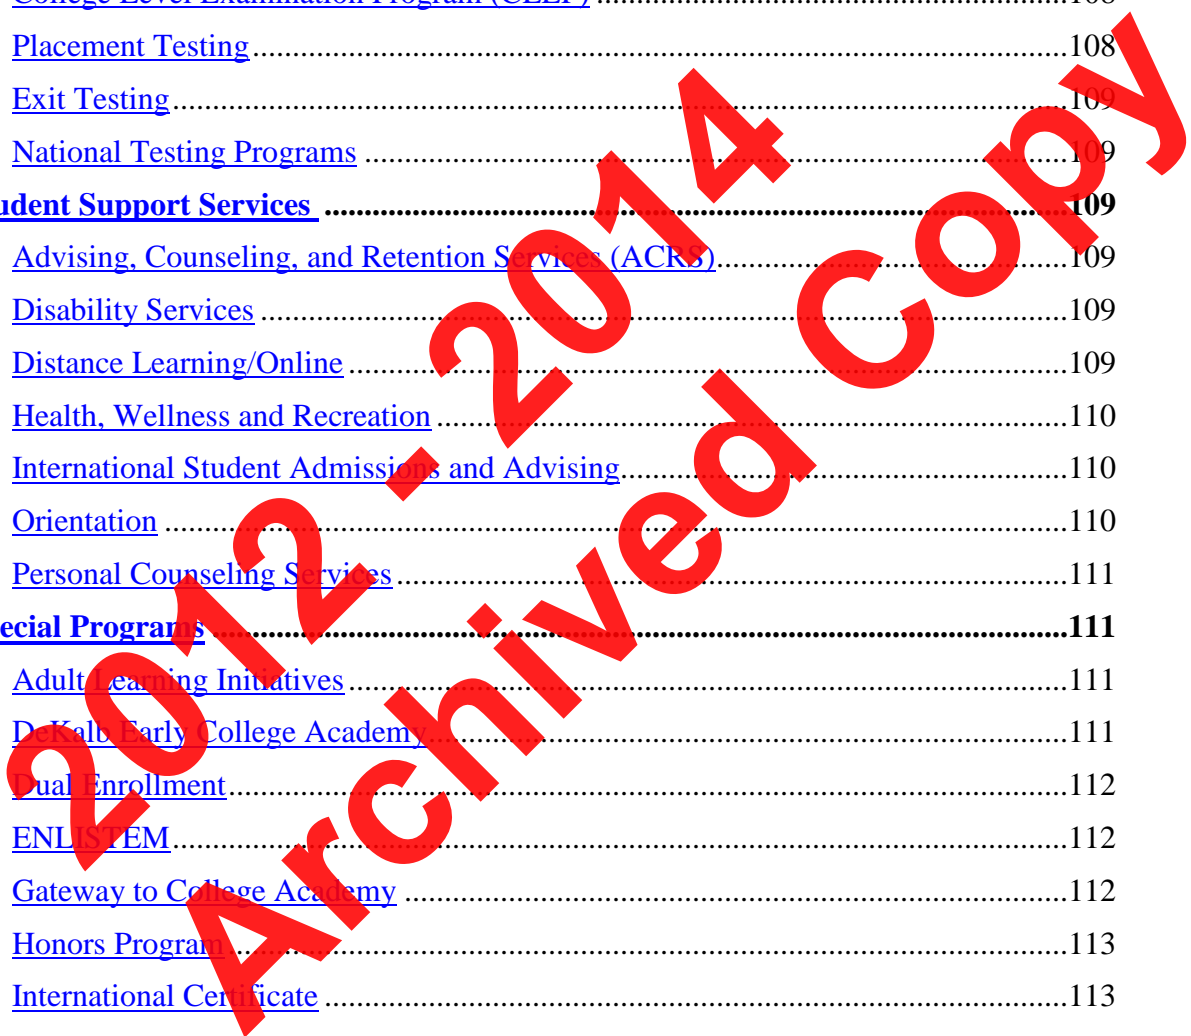 College Level Examination Program (CLEP) ........ 108
Placement Testing ........ 108
Exit Testing ........ 109
National Testing Programs ........ 109
udent Support Services ........ 109
Advising, Counseling, and Retention Services (ACRS) ........ 109
Disability Services ........ 109
Distance Learning/Online ........ 109
Health, Wellness and Recreation ........ 110
International Student Admissions and Advising ........ 110
Orientation ........ 110
Personal Counseling Services ........ 111
ecial Programs ........ 111
Adult Learning Initiatives ........ 111
DeKalb Early College Academy ........ 111
Dual Enrollment ........ 112
ENLISTEM ........ 112
Gateway to College Academy ........ 112
Honors Program ........ 113
International Certificate ........ 113
2012 - 2014
Archived Copy